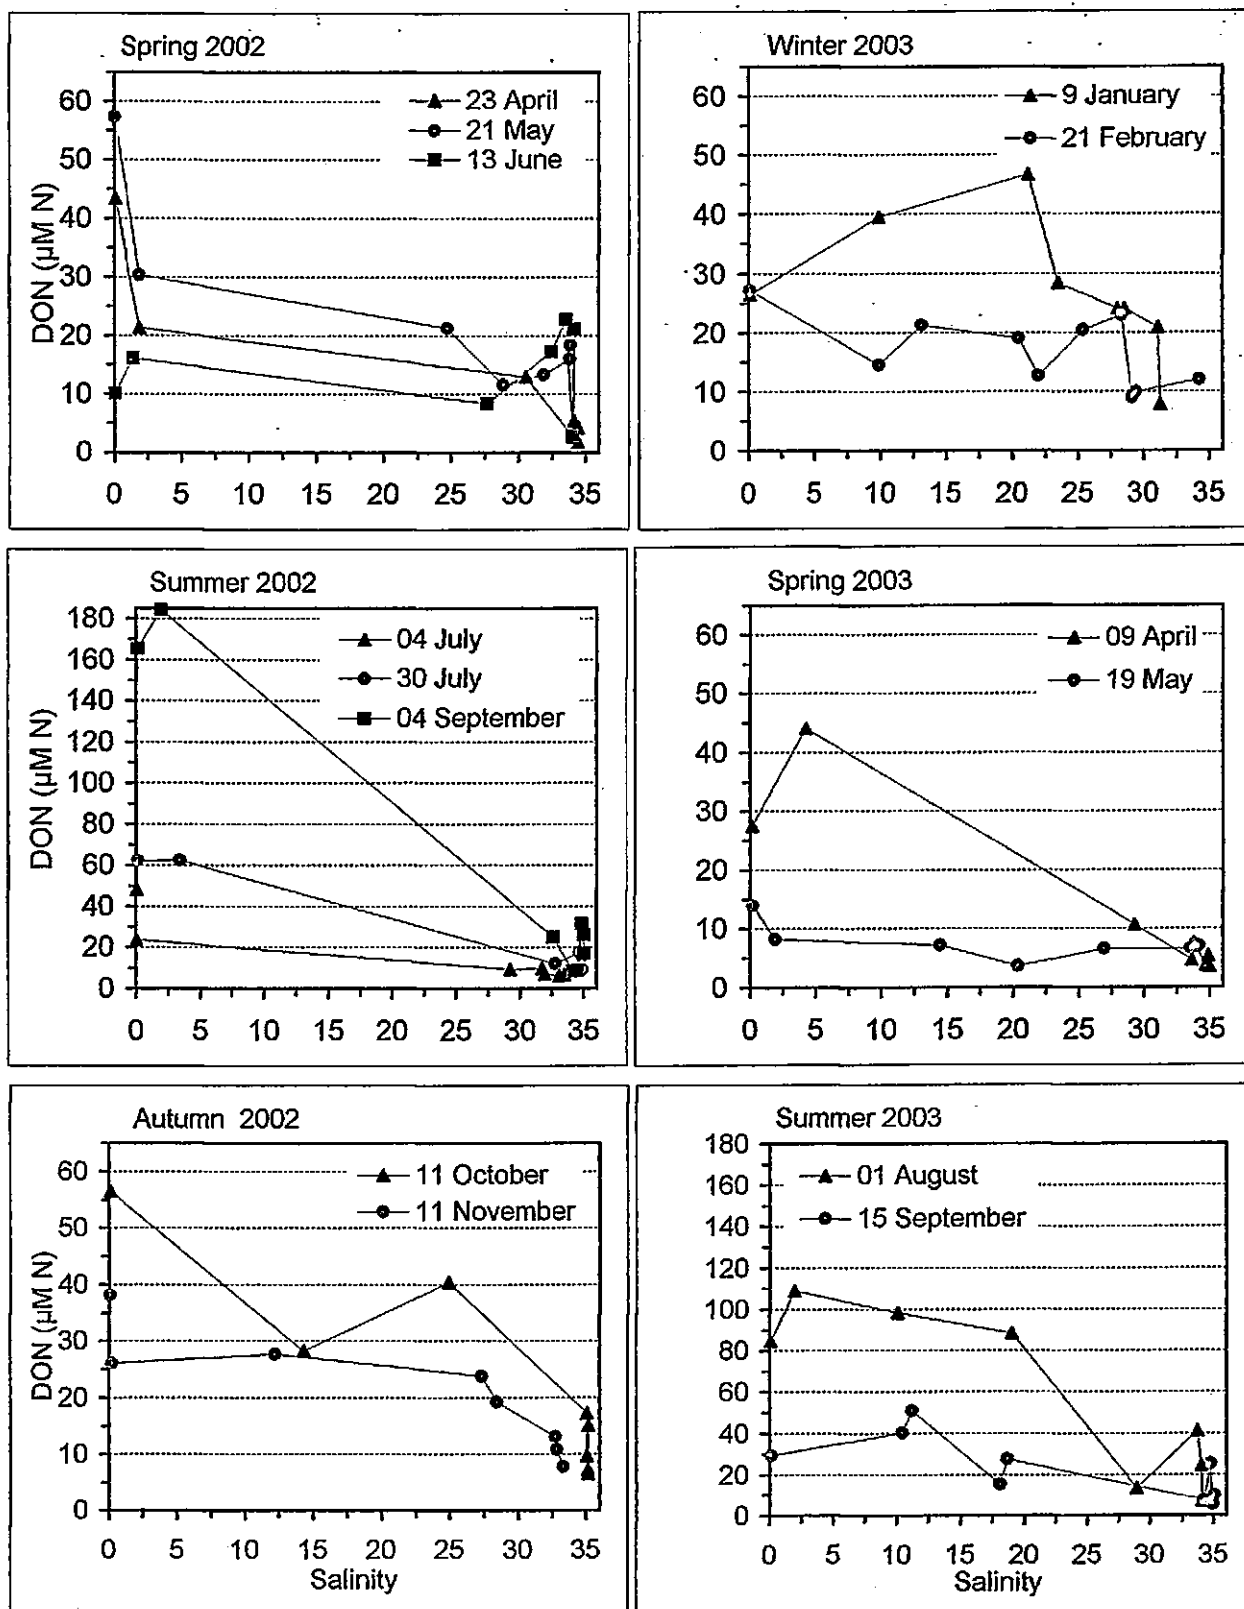 Spring 2002
23 April
21 May
13 June
DON (µM N)
60
50
40
30
20
10
0
0 5 10 15 20 25 30 35
Winter 2003
9 January
21 February
60
50
40
30
20
10
0
0 5 10 15 20 25 30 35
Summer 2002
04 July
30 July
04 September
DON (µM N)
180
160
140
120
100
80
60
40
20
0
0 5 10 15 20 25 30 35
Spring 2003
09 April
19 May
60
50
40
30
20
10
0
0 5 10 15 20 25 30 35
Autumn 2002
11 October
11 November
DON (µM N)
60
50
40
30
20
10
0
0 5 10 15 20 25 30 35
Salinity
Summer 2003
01 August
15 September
180
160
140
120
100
80
60
40
20
0
0 5 10 15 20 25 30 35
Salinity